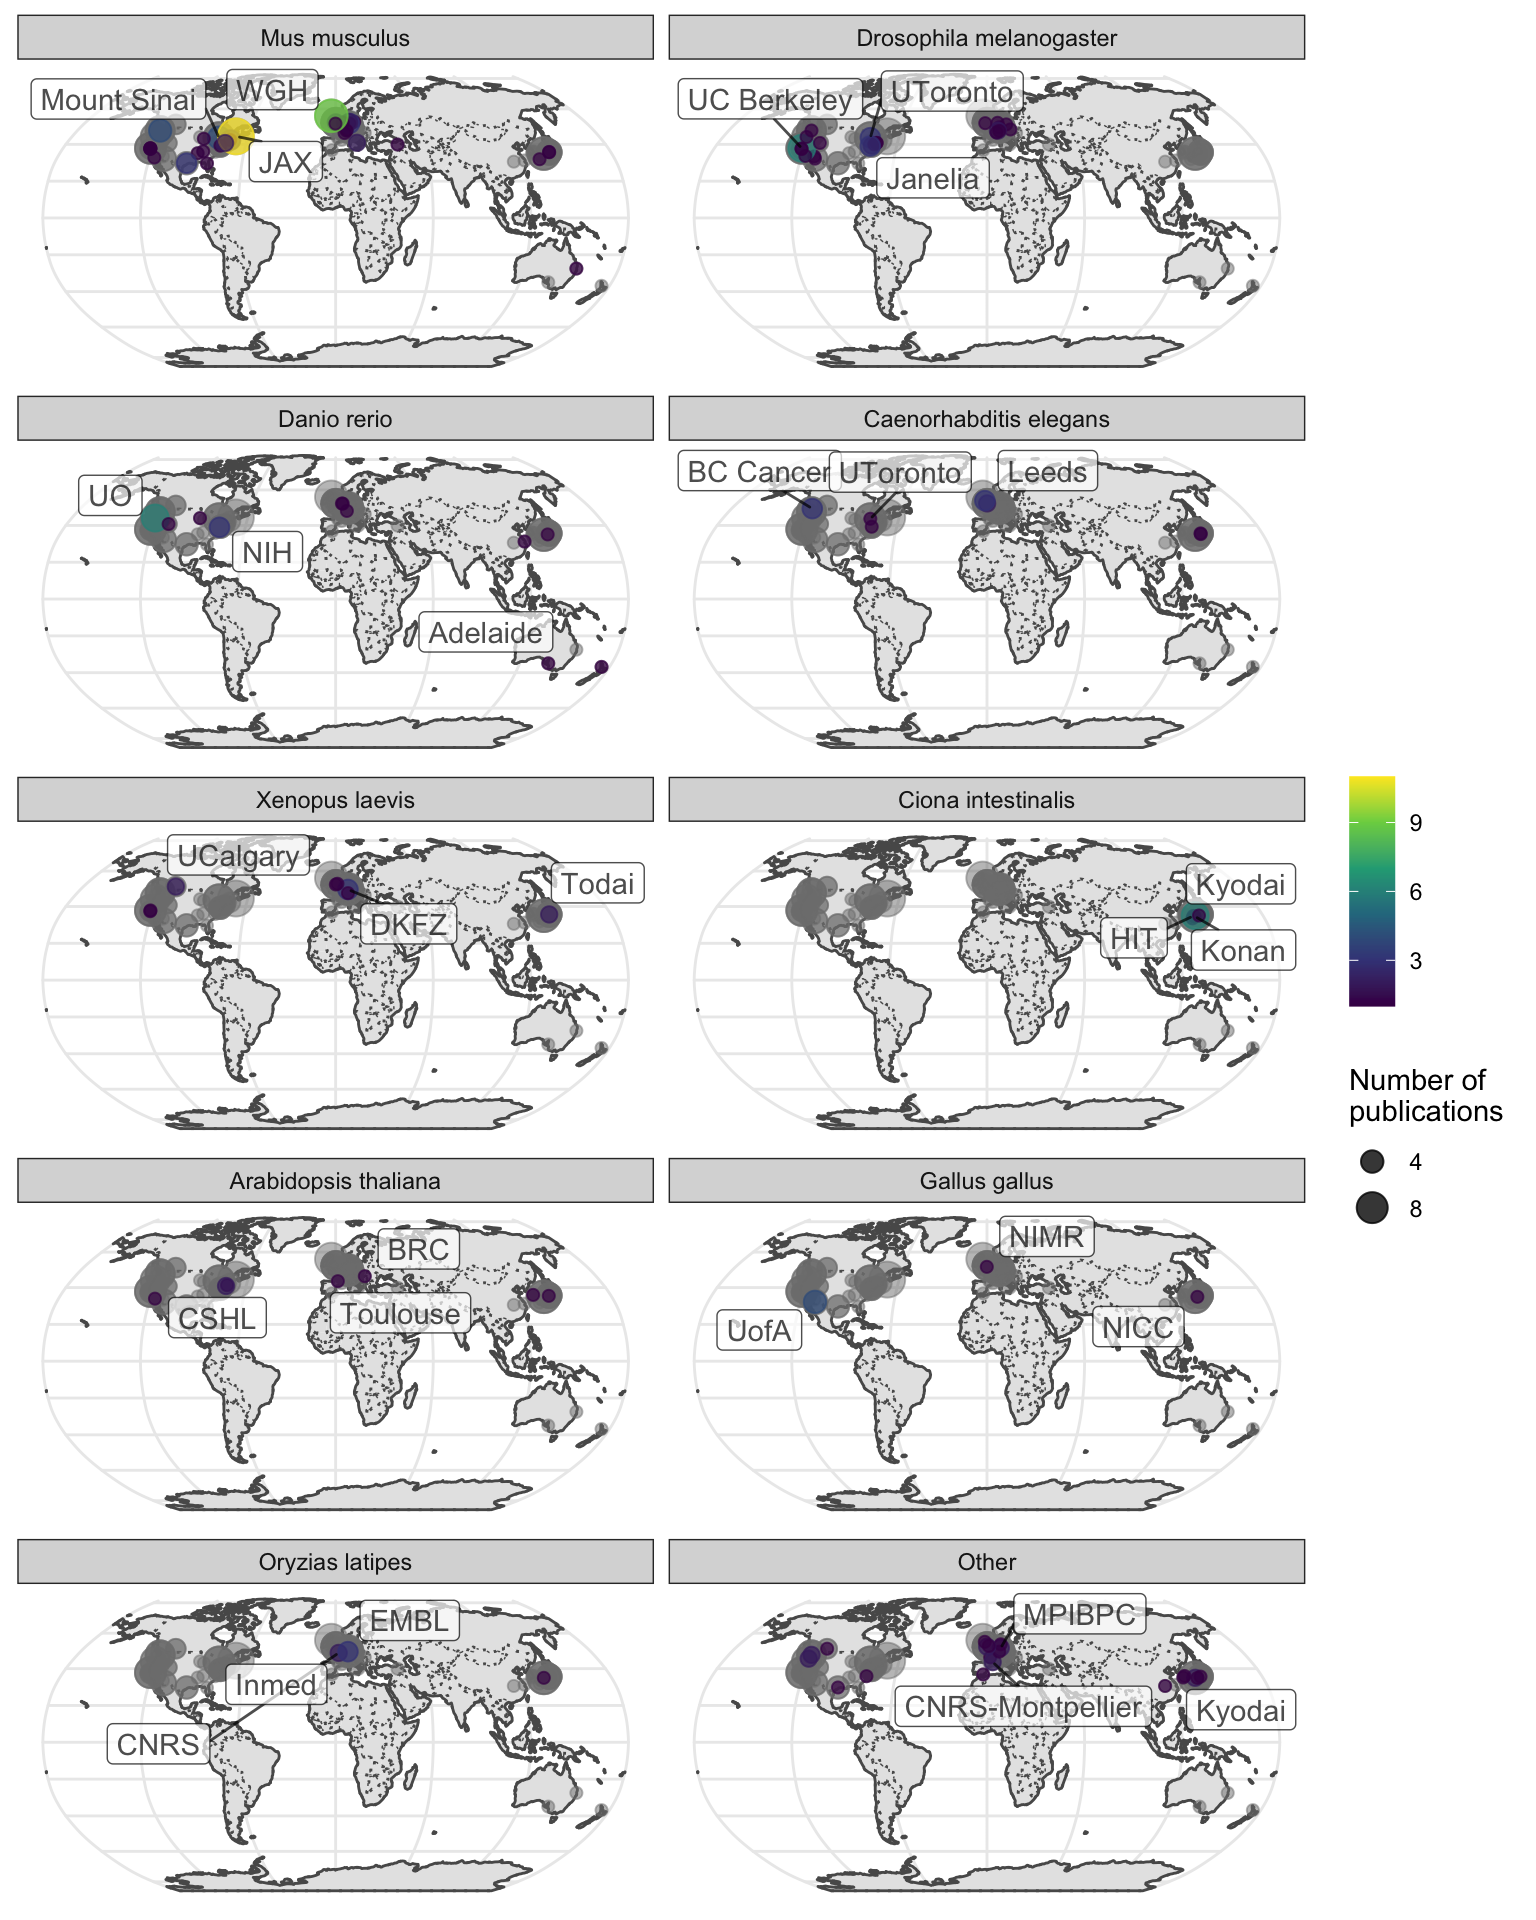 Mus musculus
Drosophila melanogaster
Mount Sinai
WGH
JAX
UC Berkeley
UToronto
Janelia
Danio rerio
Caenorhabditis elegans
UO
NIH
Adelaide
BC Cancer
UToronto
Leeds
Xenopus laevis
Ciona intestinalis
UCalgary
Todai
DKFZ
Kyodai
HIT
Konan
9
6
3
Number of
publications
4
8
Arabidopsis thaliana
Gallus gallus
BRC
CSHL
Toulouse
NIMR
UofA
NICC
Oryzias latipes
Other
EMBL
Inmed
CNRS
MPIBPC
CNRS-Montpellier
Kyodai